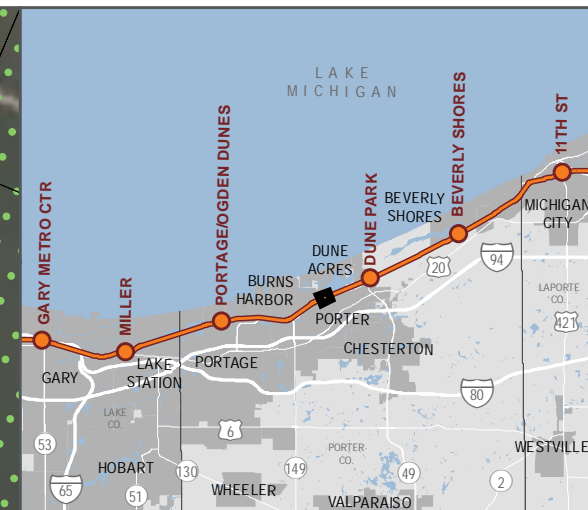 LAKE
MICHIGAN
11TH ST
BEVERLY SHORES
PORTAGE/OGDEN DUNES
DUNE PARK
GARY METRO CTR
MILLER
BEVERLY
SHORES
MICHIGAN
CITY
DUNE
ACRES
94
20
BURNS
HARBOR
LAPORTE
CO.
421
PORTER
CHESTERTON
LAKE
STATION
PORTAGE
GARY
80
LAKE
CO.
6
53
PORTER
CO.
WESTVILLE
HOBART
130
149
49
2
65
51
WHEELER
VALPARAISO